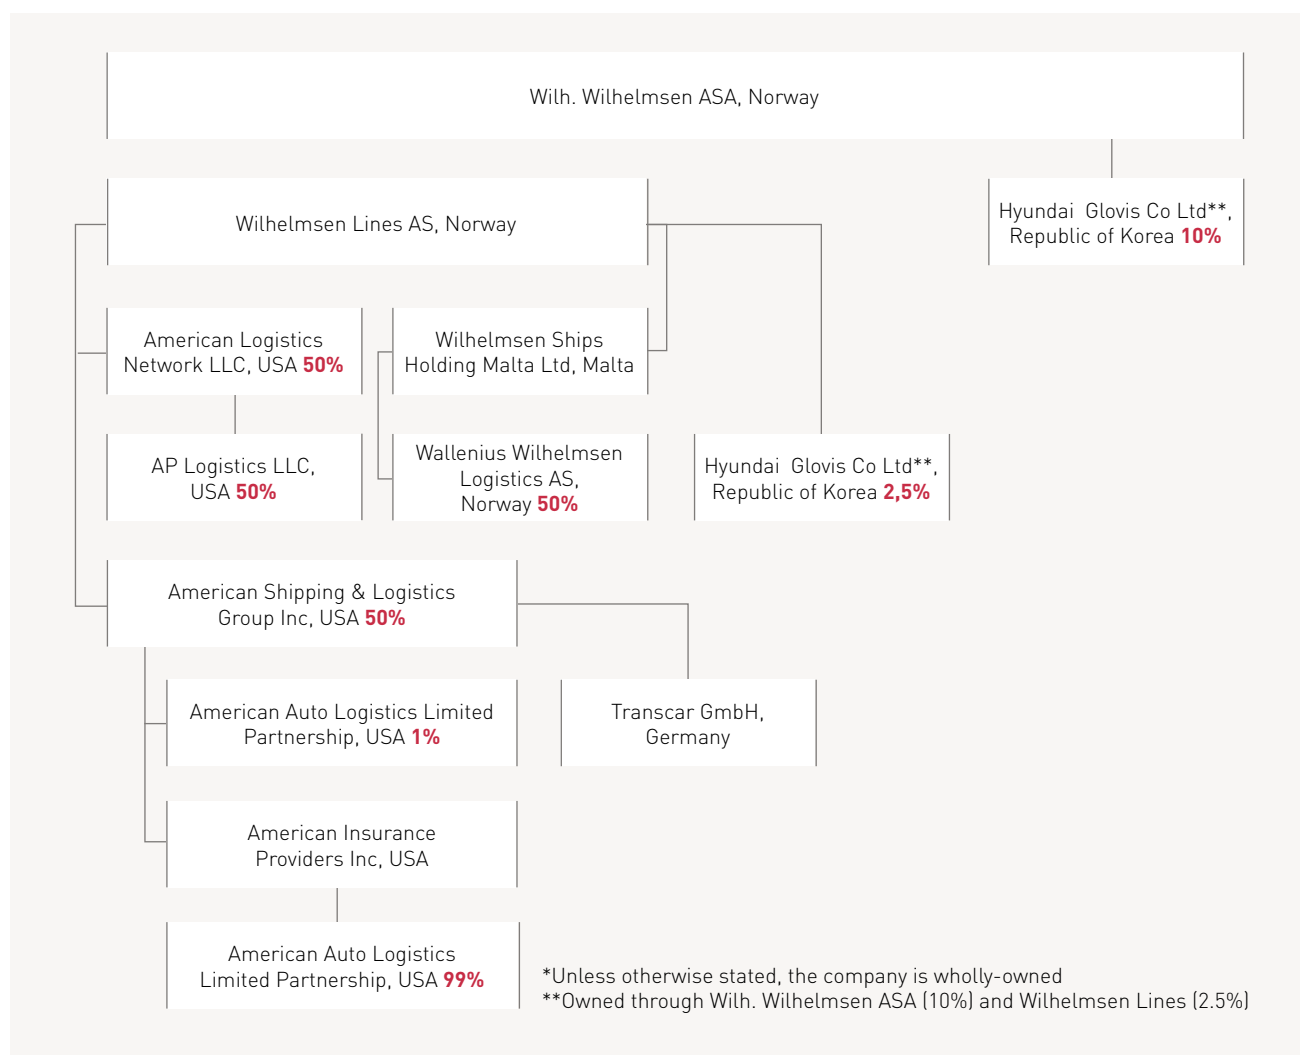 Wilh. Wilhelmsen ASA, Norway
Wilhelmsen Lines AS, Norway
Hyundai Glovis Co Ltd**,
Republic of Korea 10%
American Logistics
Network LLC, USA 50%
Wilhelmsen Ships
Holding Malta Ltd, Malta
AP Logistics LLC,
USA 50%
Wallenius Wilhelmsen
Logistics AS,
Norway 50%
Hyundai Glovis Co Ltd**,
Republic of Korea 2,5%
American Shipping & Logistics
Group Inc, USA 50%
American Auto Logistics Limited
Partnership, USA 1%
Transcar GmbH,
Germany
American Insurance
Providers Inc, USA
American Auto Logistics
Limited Partnership, USA 99%
*Unless otherwise stated, the company is wholly-owned
**Owned through Wilh. Wilhelmsen ASA (10%) and Wilhelmsen Lines (2.5%)